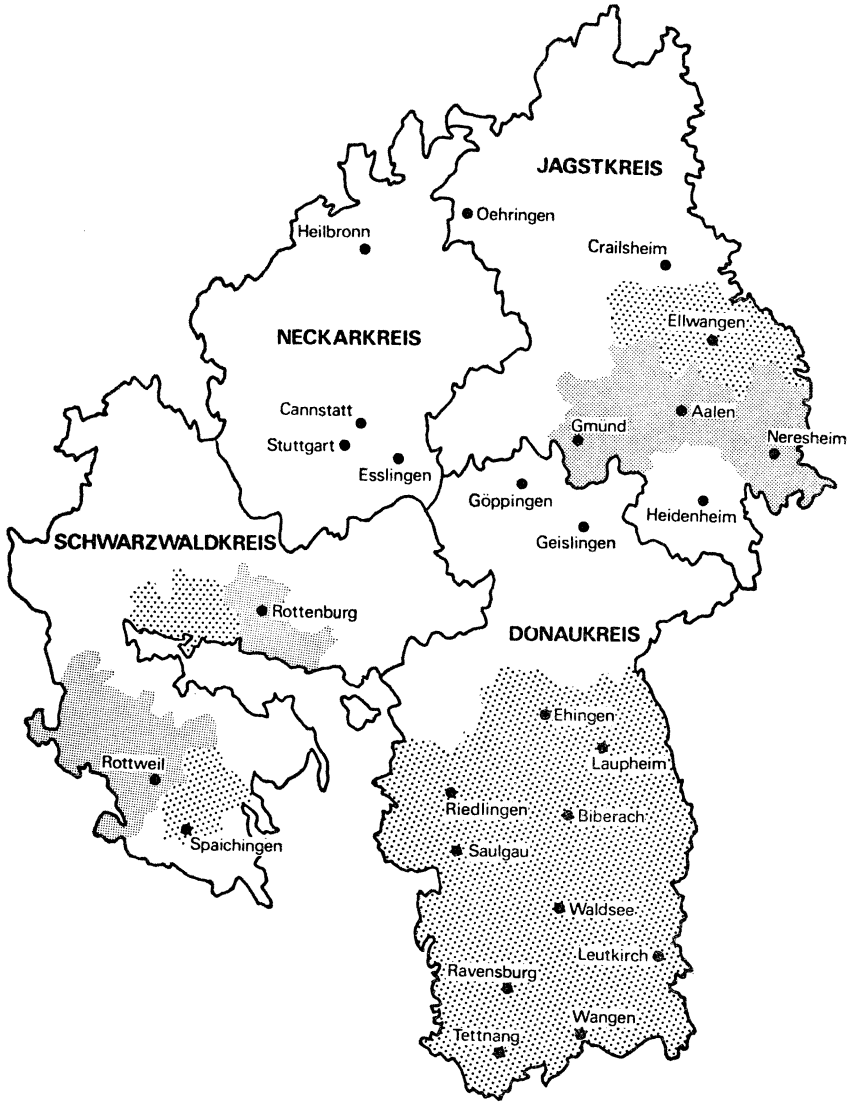 JAGSTKREIS
Oehringen
Heilbronn
Crailsheim
Ellwangen
NECKARKREIS
Cannstatt
Aalen
Gmünd
Stuttgart
Neresheim
Esslingen
Göppingen
Heidenheim
Geislingen
SCHWARZWALDKREIS
Rottenburg
DONAUKREIS
Ehingen
Laupheim
Rottweil
Riedlingen
Biberach
Spaichingen
Saulgau
Waldsee
Leutkirch
Ravensburg
Wangen
Tettnang